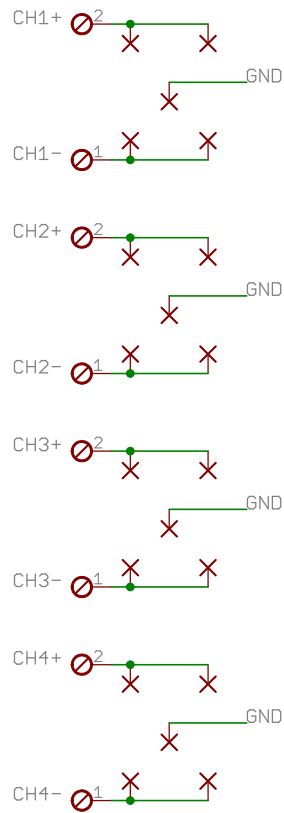 CH1+ 2
GND
CH1- 1
CH2+ 2
GND
CH2- 1
CH3+ 2
GND
CH3- 1
CH4+ 2
GND
CH4- 1